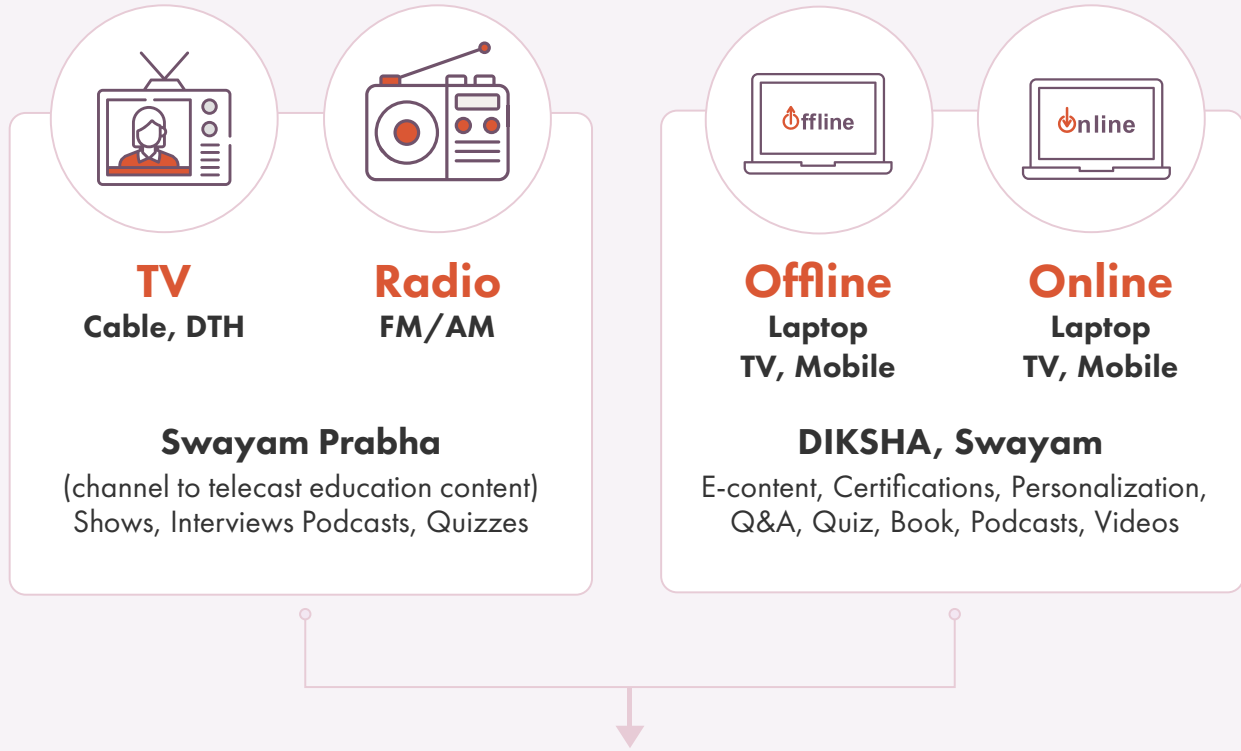 Offline
Online
TV
Cable, DTH
Radio
FM/AM
Swayam Prabha
(channel to telecast education content)
Shows, Interviews Podcasts, Quizzes
Offline
Laptop
TV, Mobile
Online
Laptop
TV, Mobile
DIKSHA, Swayam
E-content, Certifications, Personalization,
Q&A, Quiz, Book, Podcasts, Videos